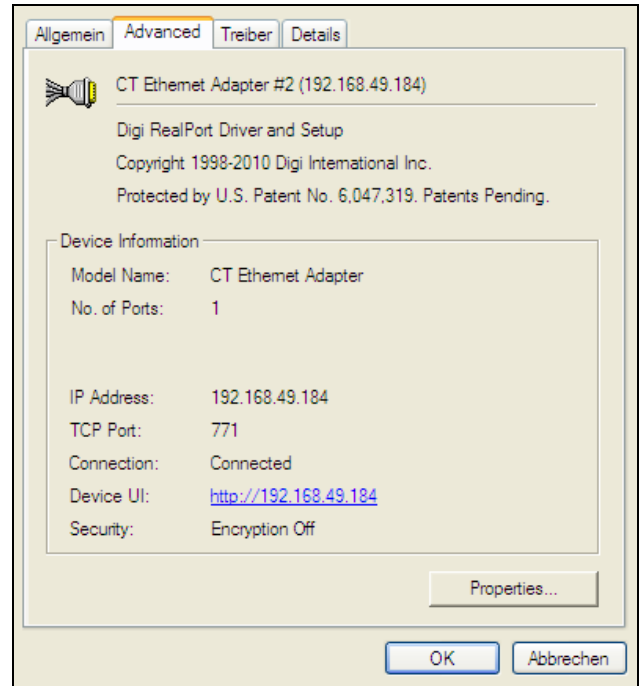 Allgemein Advanced Treiber Details
CT Ethernet Adapter #2 (192.168.49.184)
Digi RealPort Driver and Setup
Copyright 1998-2010 Digi International Inc.
Protected by U.S. Patent No. 6,047,319. Patents Pending.
Device Information
Model Name: CT Ethernet Adapter
No. of Ports: 1
IP Address: 192.168.49.184
TCP Port: 771
Connection: Connected
Device UI: http://192.168.49.184
Security: Encryption Off
Properties...
OK Abbrechen